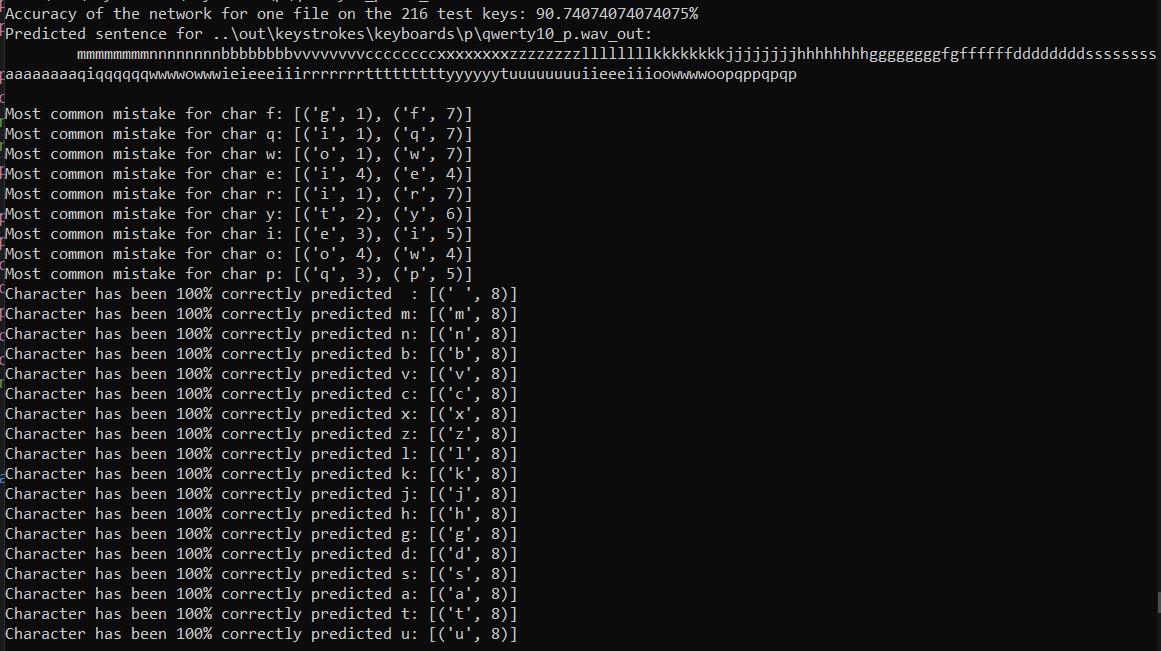 Accuracy of the network for one file on the 216 test keys: 90.74074074074075%
Predicted sentence for ..\out\keystrokes\keyboards\p\qwerty10_p.wav_out:
        mmmmmmmmnnnnnnnnbbbbbbbbvvvvvvvvccccccccxxxxxxxxzzzzzzzzllllllllkkkkkkkkjjjjjjjjhhhhhhhhggggggggfgffffffddddddddssssssss
aaaaaaaaqiqqqqqqwwwwowwwieieeeiiirrrrrrrttttttttttyyyyyytuuuuuuuuiieeeiiioowwwwoopqppqpqp
Most common mistake for char f: [('g', 1), ('f', 7)]
Most common mistake for char q: [('i', 1), ('q', 7)]
Most common mistake for char w: [('o', 1), ('w', 7)]
Most common mistake for char e: [('i', 4), ('e', 4)]
Most common mistake for char r: [('i', 1), ('r', 7)]
Most common mistake for char y: [('t', 2), ('y', 6)]
Most common mistake for char i: [('e', 3), ('i', 5)]
Most common mistake for char o: [('o', 4), ('w', 4)]
Most common mistake for char p: [('q', 3), ('p', 5)]
Character has been 100% correctly predicted  : [(' ', 8)]
Character has been 100% correctly predicted m: [('m', 8)]
Character has been 100% correctly predicted n: [('n', 8)]
Character has been 100% correctly predicted b: [('b', 8)]
Character has been 100% correctly predicted v: [('v', 8)]
Character has been 100% correctly predicted c: [('c', 8)]
Character has been 100% correctly predicted x: [('x', 8)]
Character has been 100% correctly predicted z: [('z', 8)]
Character has been 100% correctly predicted l: [('l', 8)]
Character has been 100% correctly predicted k: [('k', 8)]
Character has been 100% correctly predicted j: [('j', 8)]
Character has been 100% correctly predicted h: [('h', 8)]
Character has been 100% correctly predicted g: [('g', 8)]
Character has been 100% correctly predicted d: [('d', 8)]
Character has been 100% correctly predicted s: [('s', 8)]
Character has been 100% correctly predicted a: [('a', 8)]
Character has been 100% correctly predicted t: [('t', 8)]
Character has been 100% correctly predicted u: [('u', 8)]